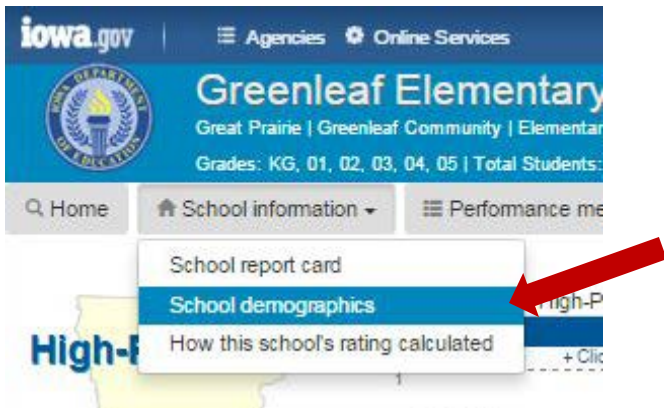 iowa.gov Agencies Online Services
Greenleaf Elementary
Great Prairie | Greenleaf Community | Elementar
Grades: KG, 01, 02, 03, 04, 05 | Total Students:
Home School information Performance me
School report card
School demographics
How this school's rating calculated
High-P
High-P
+ Clic
1